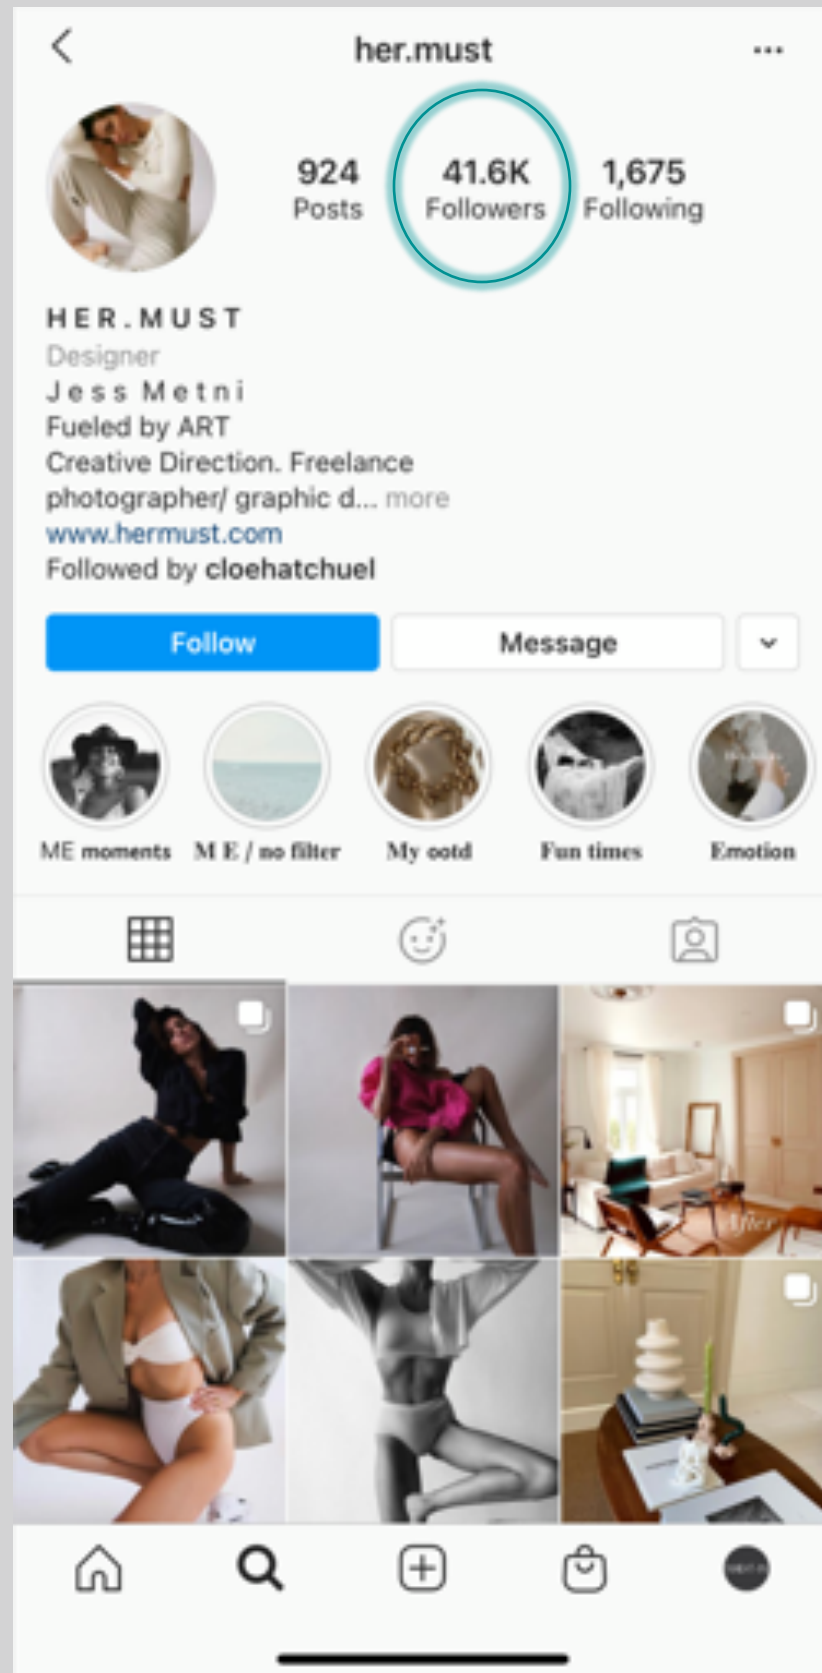 her.must
924 41.6K 1,675
Posts Followers Following
HER.MUST
Designer
Jess Metni
Fueled by ART
Creative Direction. Freelance
photographer/ graphic d... more
www.hermust.com
Followed by cloehatchuel
Follow Message
ME moments M E / no filter My ootd Fun times Emotion
After